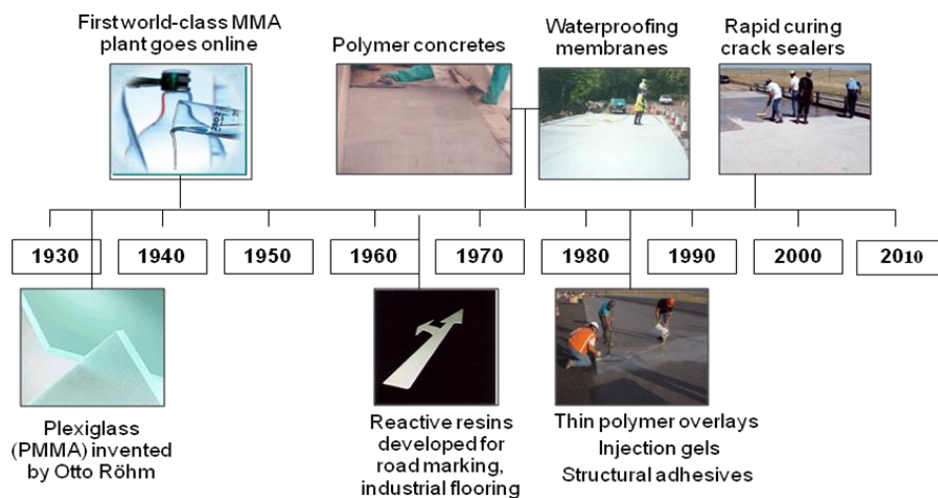 First world-class MMA
plant goes online
Polymer concretes
Waterproofing
membranes
Rapid curing
crack sealers
1930
1940
1950
1960
1970
1980
1990
2000
2010
Plexiglass
(PMMA) invented
by Otto Röhm
Reactive resins
developed for
road marking,
industrial flooring
Thin polymer overlays
Injection gels
Structural adhesives